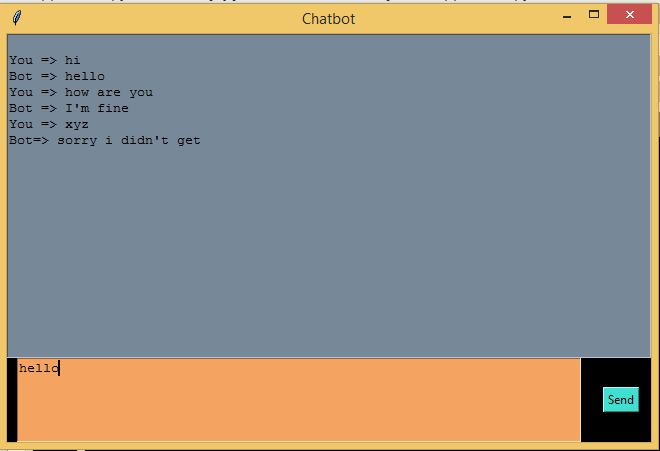 Chatbot
You => hi
Bot => hello
You => how are you
Bot => I'm fine
You => xyz
Bot=> sorry i didn't get
hello
Send